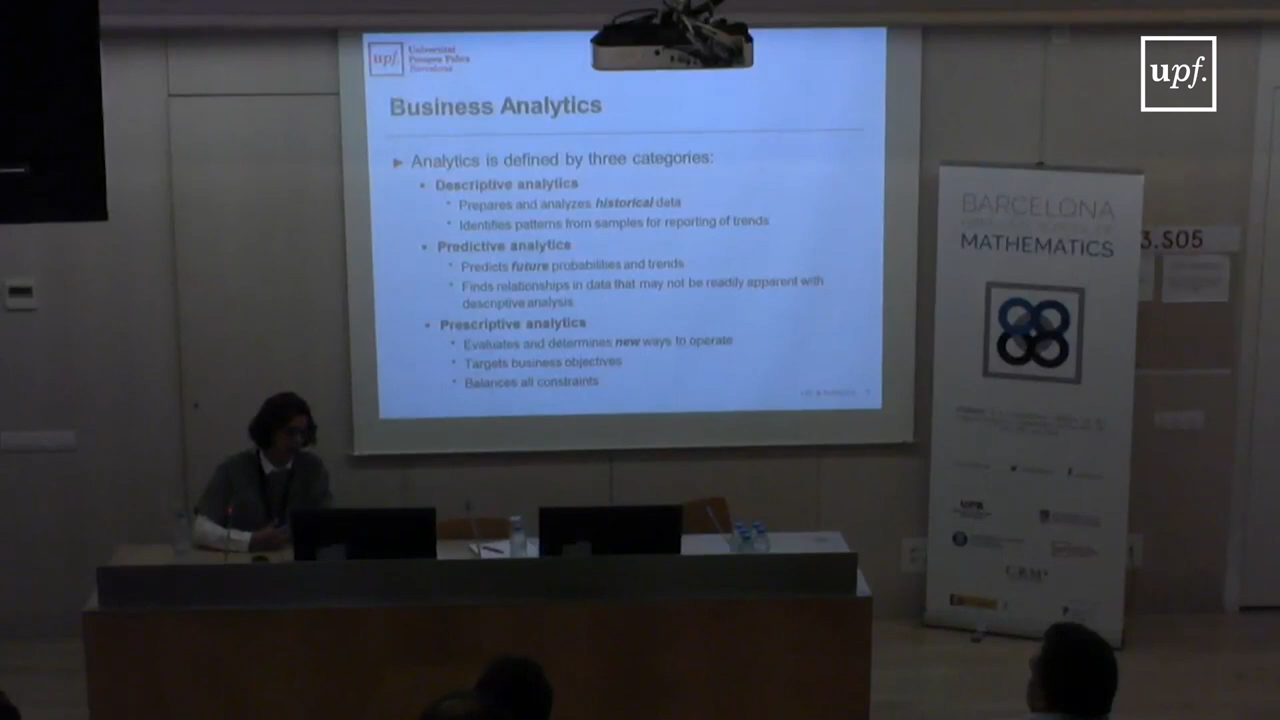 upf.
Universitat
Pompeu Fabra
Barcelona
upf.
Business Analytics
► Analytics is defined by three categories:
• Descriptive analytics
• Prepares and analyzes historical data
• Identifies patterns from samples for reporting of trends
• Predictive analytics
• Predicts future probabilities and trends
• Finds relationships in data that may not be readily apparent with
descriptive analysis
• Prescriptive analytics
• Evaluates and determines new ways to operate
• Targets business objectives
• Balances all constraints
BARCELONA
MATHEMATICS
3.S05
UPB
CRM